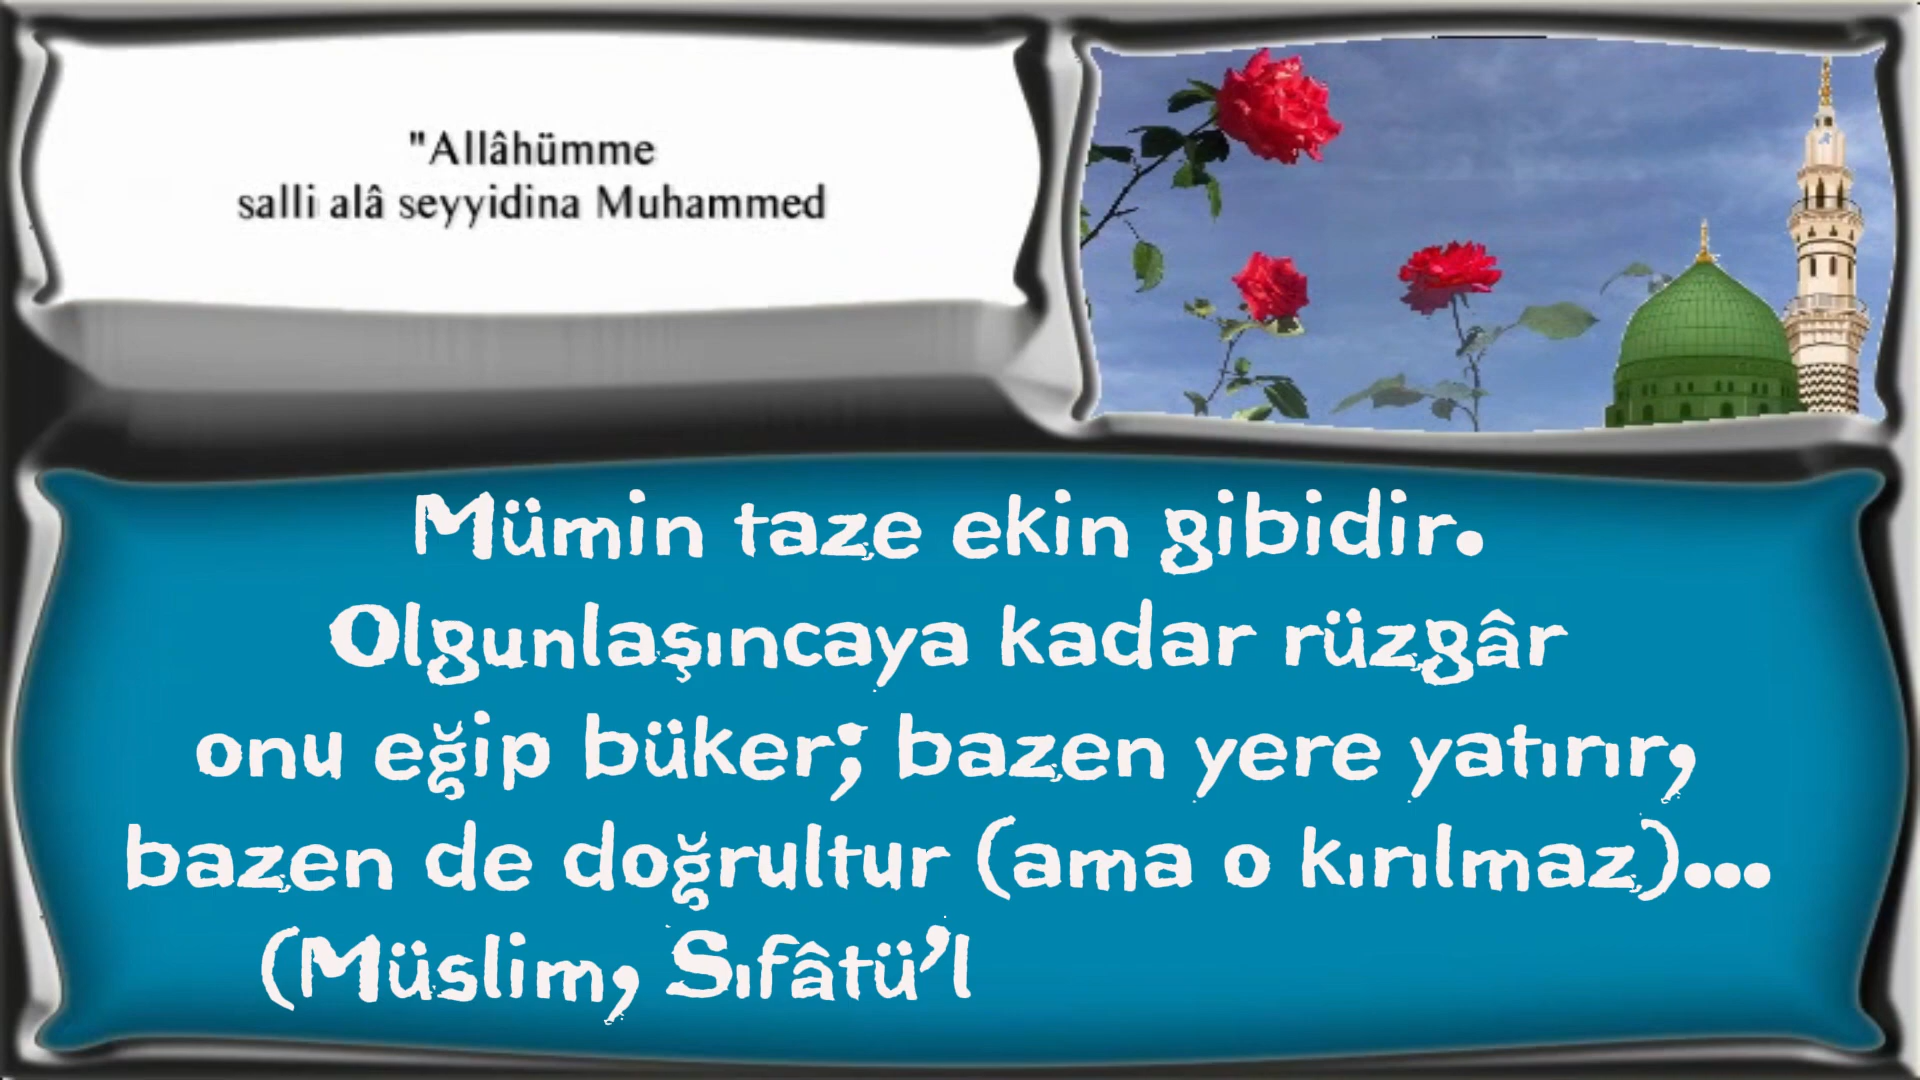 "Allâhümme
salli alâ seyyidina Muhammed
Mümin taze ekin gibidir.
Olgunlaşıncaya kadar rüzgâr
onu eğip büker; bazen yere yatırır,
bazen de doğrultur (ama o kırılmaz)...
(Müslim, Sıfâtü’l